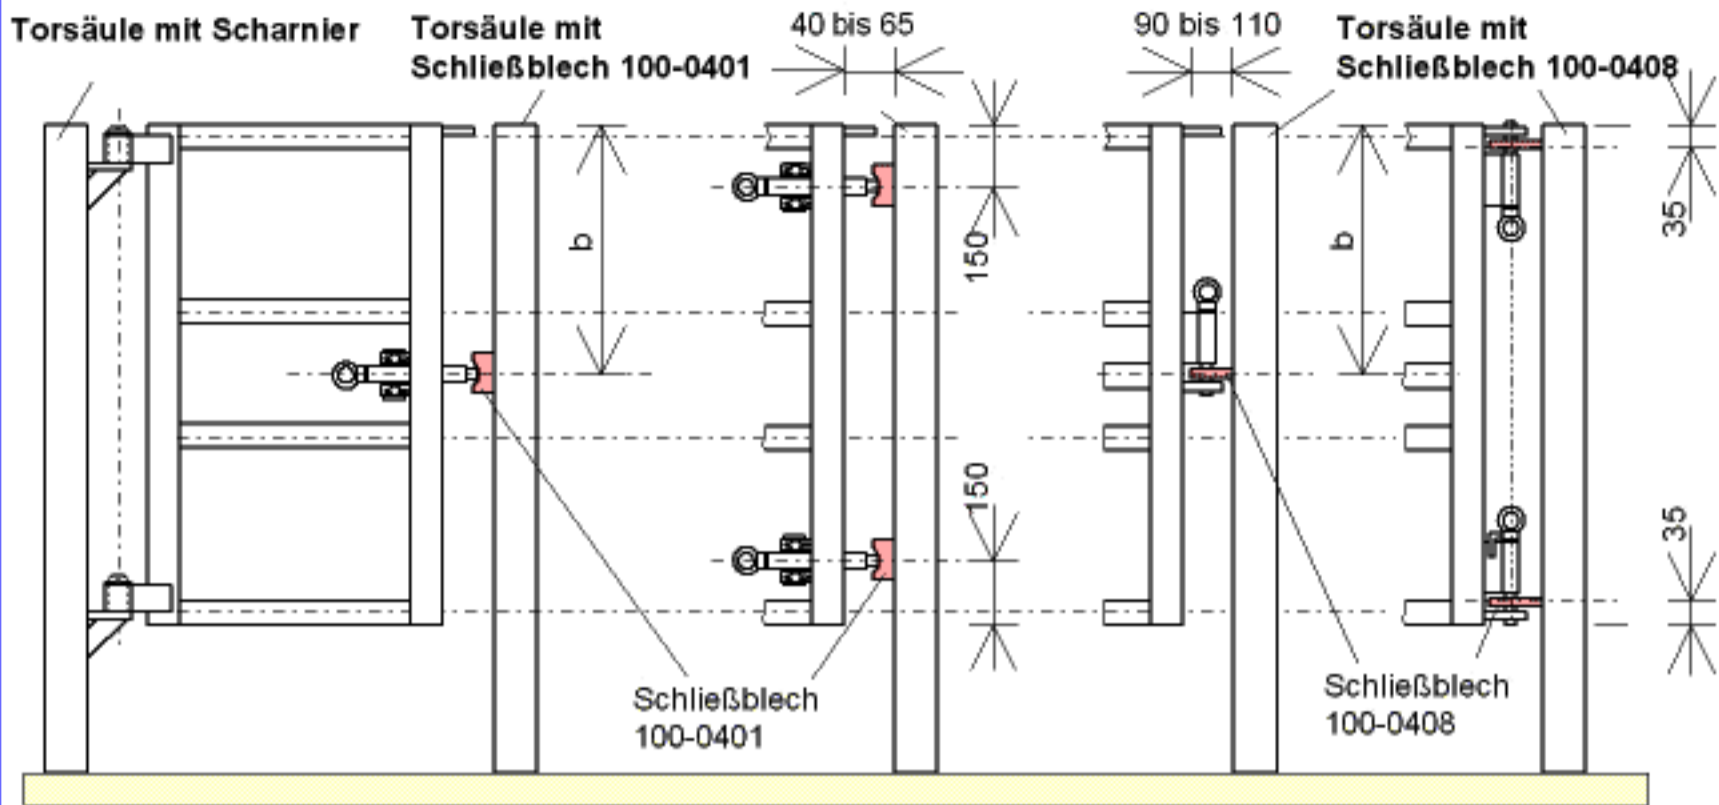 Torsäule mit Scharnier
Torsäule mit
Schließblech 100-0401
40 bis 65
90 bis 110
Torsäule mit
Schließblech 100-0408
b
150
b
35
150
35
Schließblech
100-0401
Schließblech
100-0408